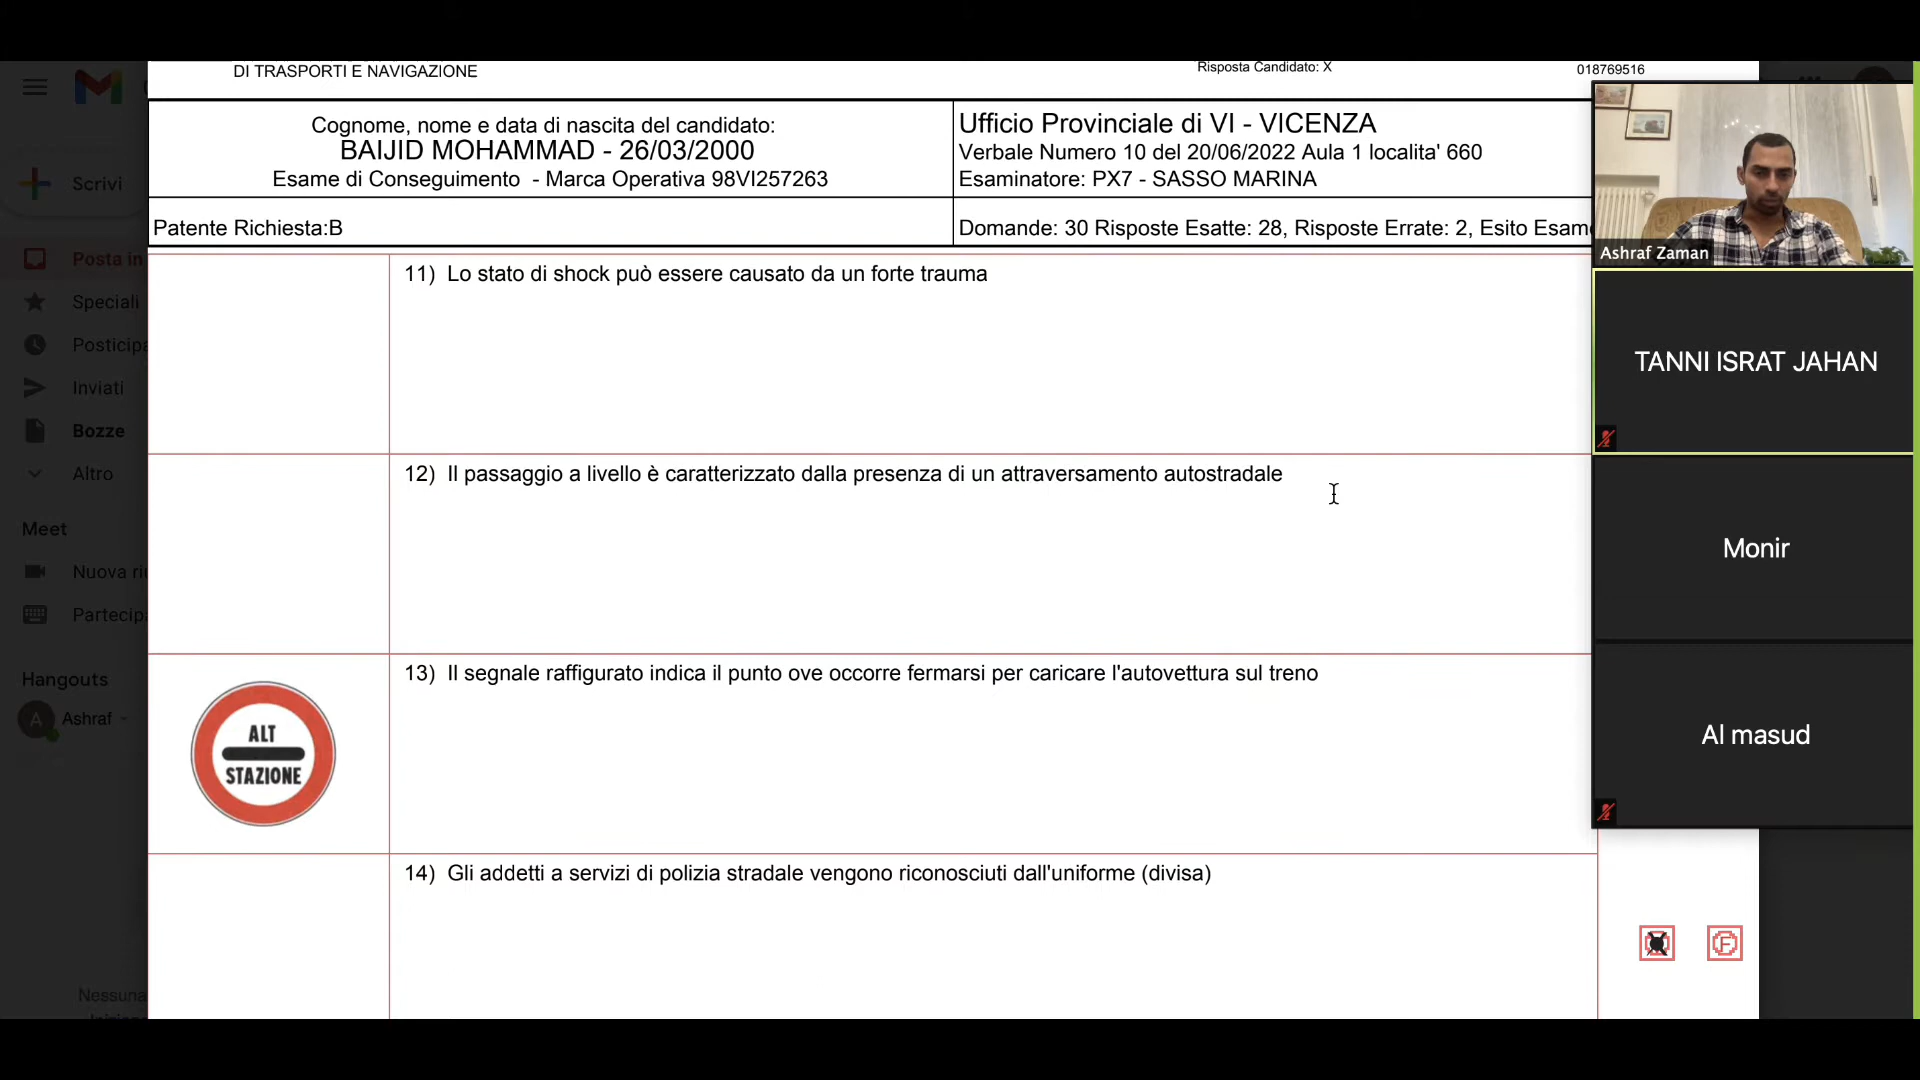 DI TRASPORTI E NAVIGAZIONE
Risposta Candidato: X
018769516
Cognome, nome e data di nascita del candidato:
BAIJID MOHAMMAD - 26/03/2000
Esame di Conseguimento - Marca Operativa 98VI257263
Ufficio Provinciale di VI - VICENZA
Verbale Numero 10 del 20/06/2022 Aula 1 localita' 660
Esaminatore: PX7 - SASSO MARINA
Patente Richiesta:B
Domande: 30 Risposte Esatte: 28, Risposte Errate: 2, Esito Esam
11) Lo stato di shock può essere causato da un forte trauma
12) Il passaggio a livello è caratterizzato dalla presenza di un attraversamento autostradale
13) Il segnale raffigurato indica il punto ove occorre fermarsi per caricare l'autovettura sul treno
ALT
STAZIONE
14) Gli addetti a servizi di polizia stradale vengono riconosciuti dall'uniforme (divisa)
F
Scrivi
Posta in
Speciali
Posticipa
Inviati
Bozze
Altro
Meet
Nuova ri
Partecip
Hangouts
A Ashraf
Nessuna
Ashraf Zaman
TANNI ISRAT JAHAN
Monir
Al masud